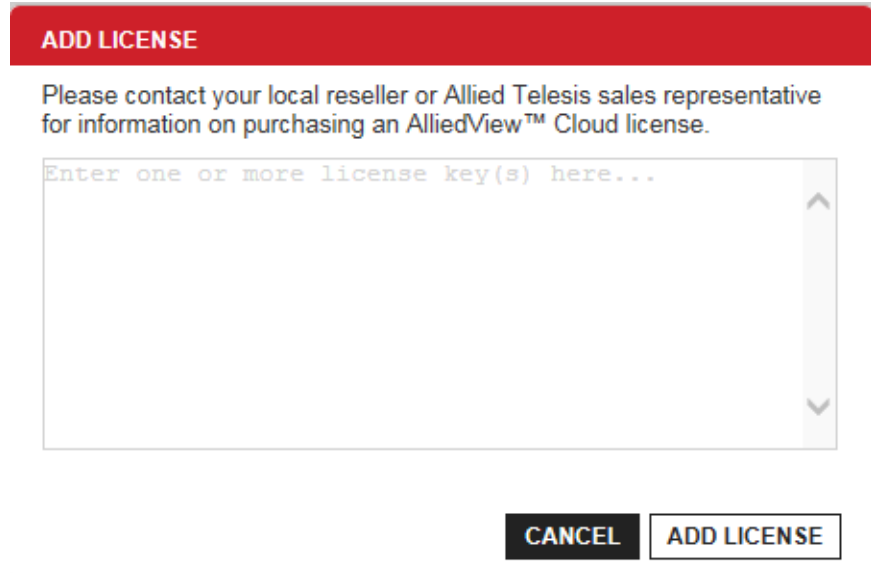 ADD LICENSE
Please contact your local reseller or Allied Telesis sales representative
for information on purchasing an AlliedView™ Cloud license.
Enter one or more license key(s) here...
CANCEL ADD LICENSE